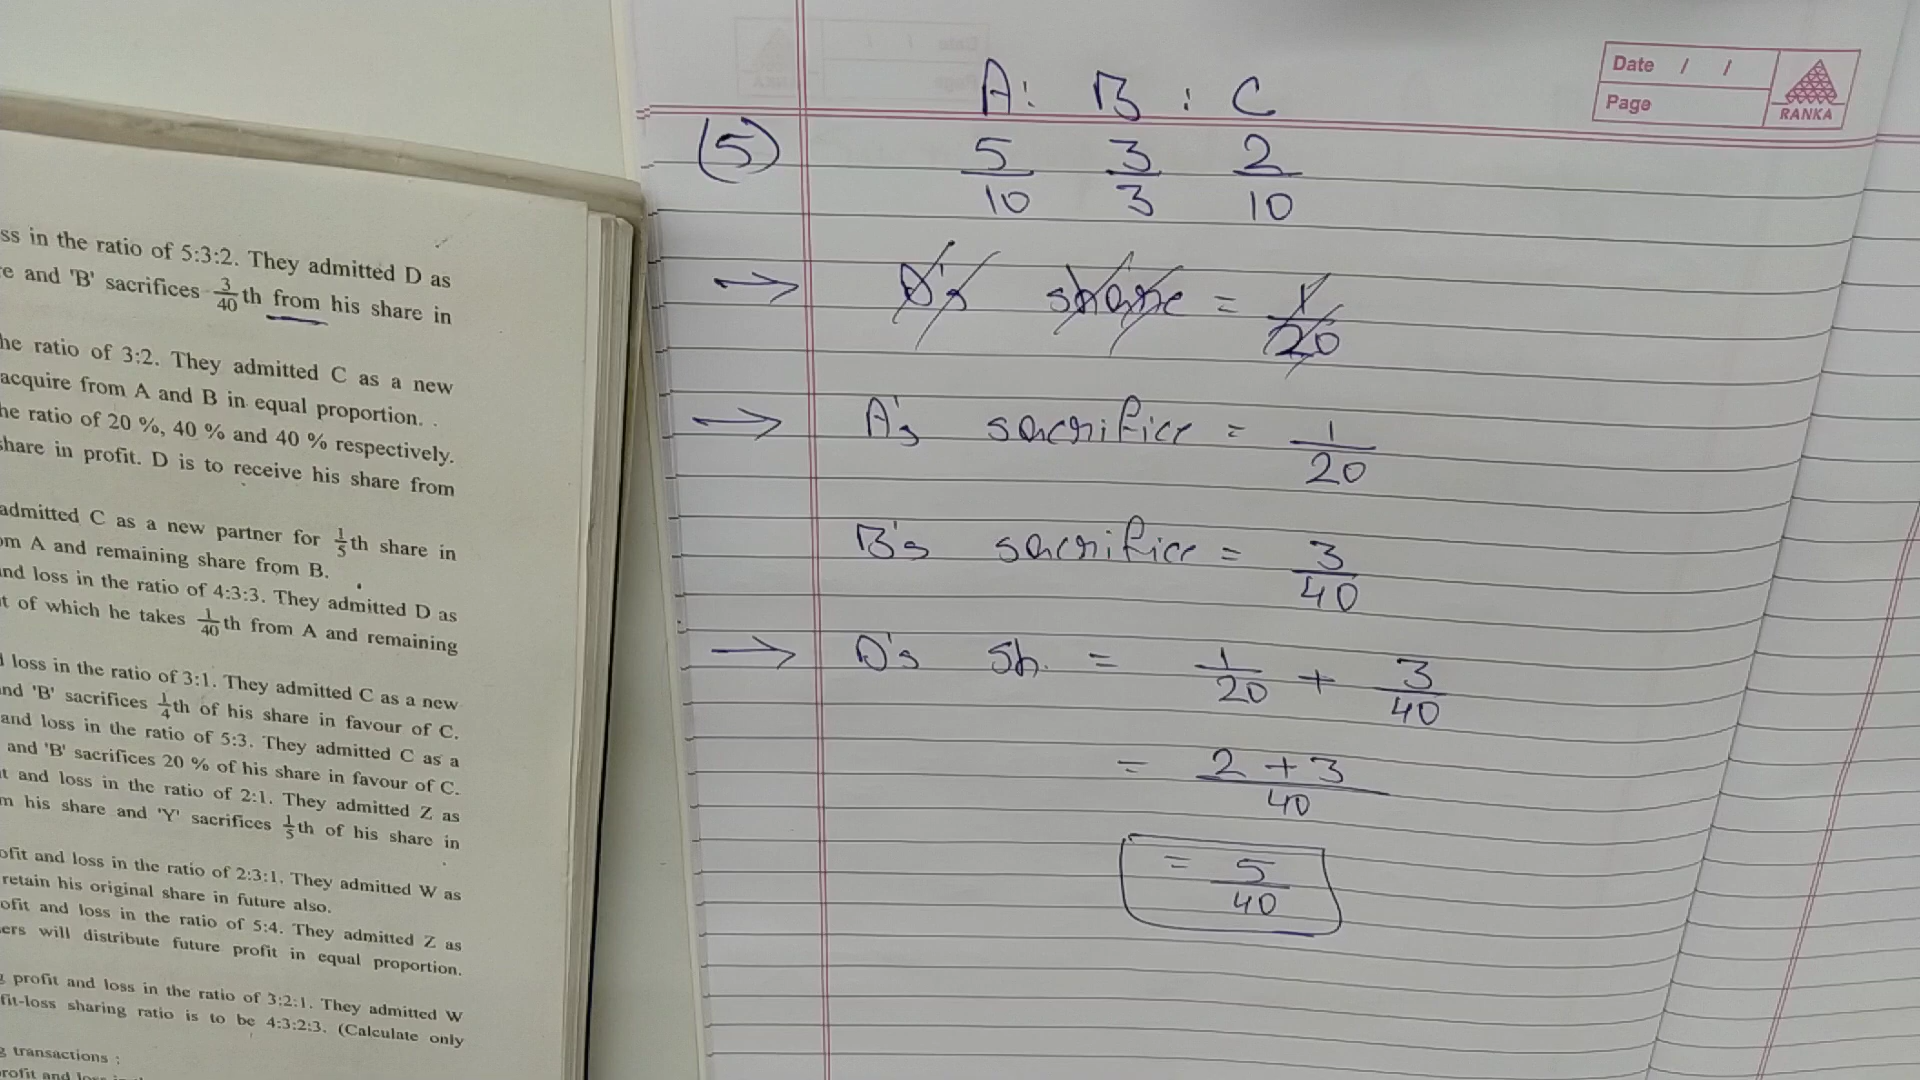 ss in the ratio of 5:3:2. They admitted D as
e and 'B' sacrifices 3/40 th from his share in
he ratio of 3:2. They admitted C as a new
acquire from A and B in equal proportion.
he ratio of 20 %, 40 % and 40 % respectively.
share in profit. D is to receive his share from
admitted C as a new partner for 1/5 th share in
om A and remaining share from B.
nd loss in the ratio of 4:3:3. They admitted D as
t of which he takes 1/40 th from A and remaining
loss in the ratio of 3:1. They admitted C as a new
nd 'B' sacrifices 1/4 th of his share in favour of C.
and loss in the ratio of 5:3. They admitted C as a
and 'B' sacrifices 20 % of his share in favour of C.
t and loss in the ratio of 2:1. They admitted Z as
m his share and 'Y' sacrifices 1/5 th of his share in
ofit and loss in the ratio of 2:3:1. They admitted W as
retain his original share in future also.
ofit and loss in the ratio of 5:4. They admitted Z as
ers will distribute future profit in equal proportion.
g profit and loss in the ratio of 3:2:1. They admitted W
fit-loss sharing ratio is to be 4:3:2:3. (Calculate only
g transactions :
rofit and loss in
Date / /
Page
RANKA
A : B : C
(5) 5/10 3/3 2/10
→ D's share = 1/20
→ A's sacrifice = 1/20
B's sacrifice = 3/40
→ D's sh. = 1/20 + 3/40
= 2 + 3/40
= 5/40